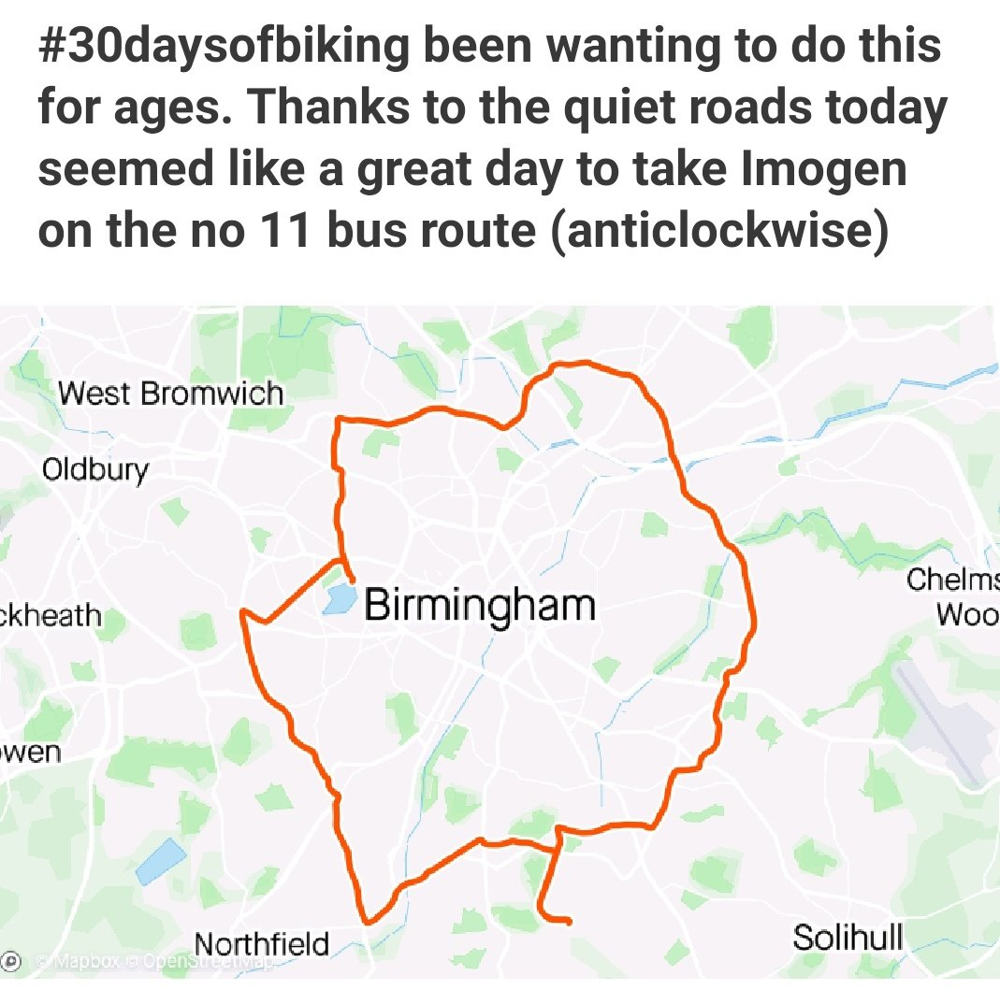 #30daysofbiking been wanting to do this
for ages. Thanks to the quiet roads today
seemed like a great day to take Imogen
on the no 11 bus route (anticlockwise)
West Bromwich
Oldbury
Chelms
Woo
Birmingham
ckheath
owen
Northfield
Solihull
© Mapbox © OpenStreetMap